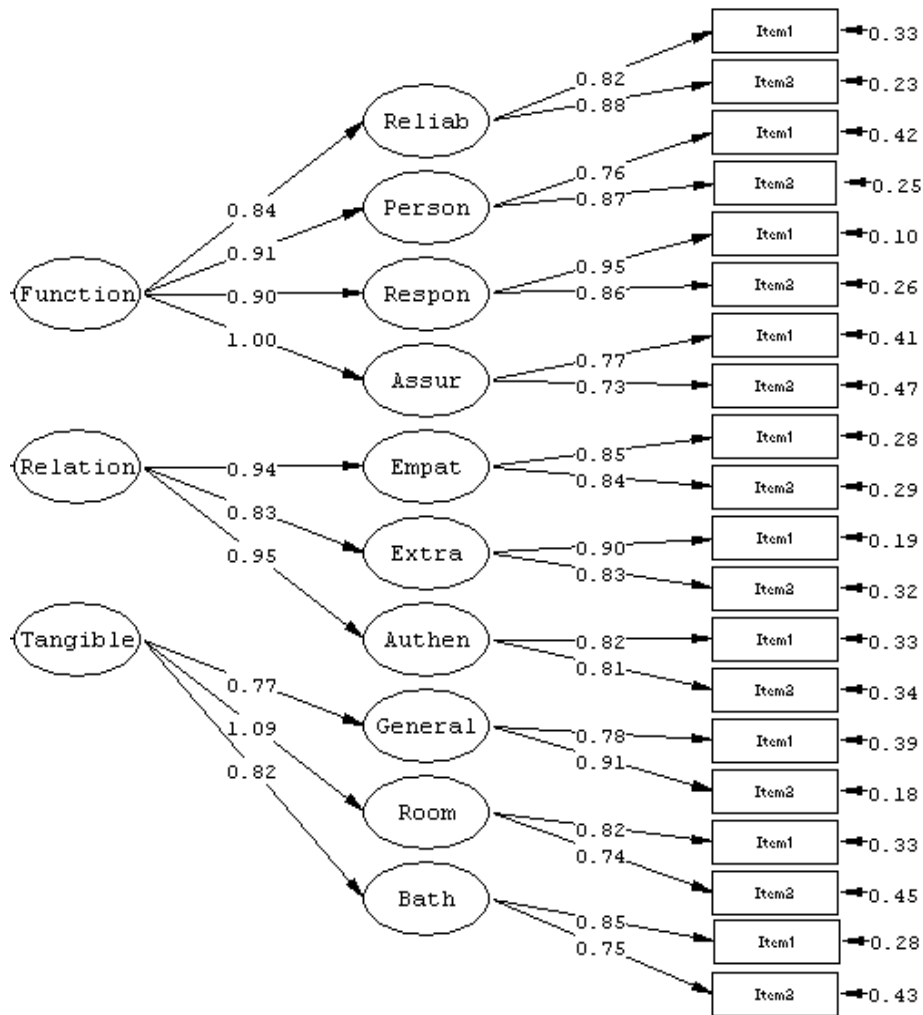 Item1 0.33
0.82
Item2 0.23
0.88
Reliab
Item1 0.42
0.76
Item2 0.25
0.87
Person
0.84
Item1 0.10
0.91
0.95
Item2 0.26
Function
Respon
0.86
0.90
Item1 0.41
1.00
0.77
Assur
Item2 0.47
0.73
Item1 0.28
0.85
Relation
0.94
Empat
0.84
Item2 0.29
0.83
Item1 0.19
0.90
Extra
0.95
0.83
Item2 0.32
Tangible
Authen
0.82
Item1 0.33
0.81
0.77
Item2 0.34
General
1.09
0.78
Item1 0.39
0.91
0.82
Item2 0.18
Room
0.82
Item1 0.33
0.74
Item2 0.45
Bath
0.85
Item1 0.28
0.75
Item2 0.43